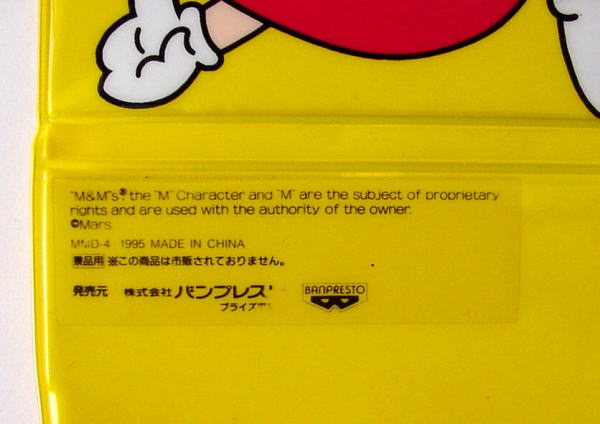 "M&M"s® the "M" Character and "M" are the subject of proprietary
rights and are used with the authority of the owner.
©Mars
MND-4 1995 MADE IN CHINA
景品用 ※この商品は市販されておりません。
発売元 株式会社 バンプレス
プライズ
BANPRESTO